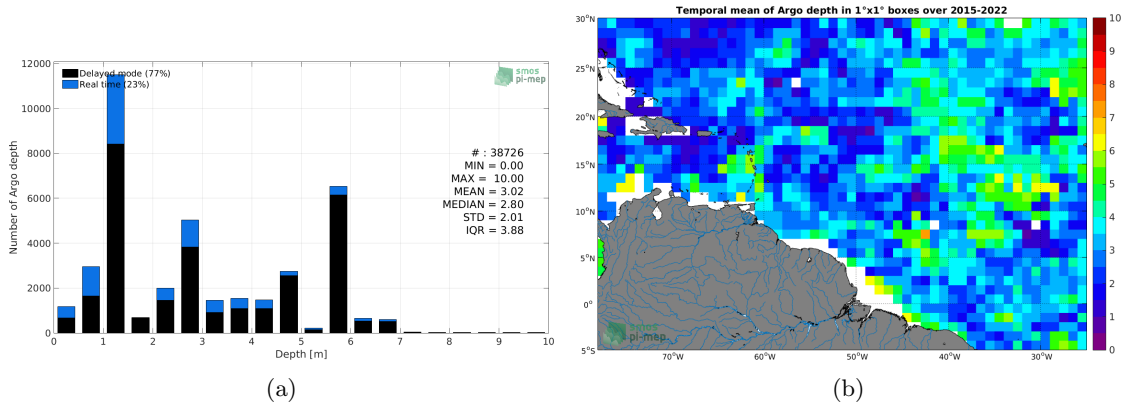 Delayed mode (77%)
Real time (23%)
smos
pi-mep
12000
10000
8000
6000
4000
2000
0
Number of Argo depth
# : 38726
MIN = 0.00
MAX = 10.00
MEAN = 3.02
MEDIAN = 2.80
STD = 2.01
IQR = 3.88
0 1 2 3 4 5 6 7 8 9 10
Depth [m]
(a)
Temporal mean of Argo depth in 1°x1° boxes over 2015-2022
30°N
25°N
20°N
15°N
10°N
5°N
0°
5°S
70°W 60°W 50°W 40°W 30°W
smos
pi-mep
10
9
8
7
6
5
4
3
2
1
0
(b)